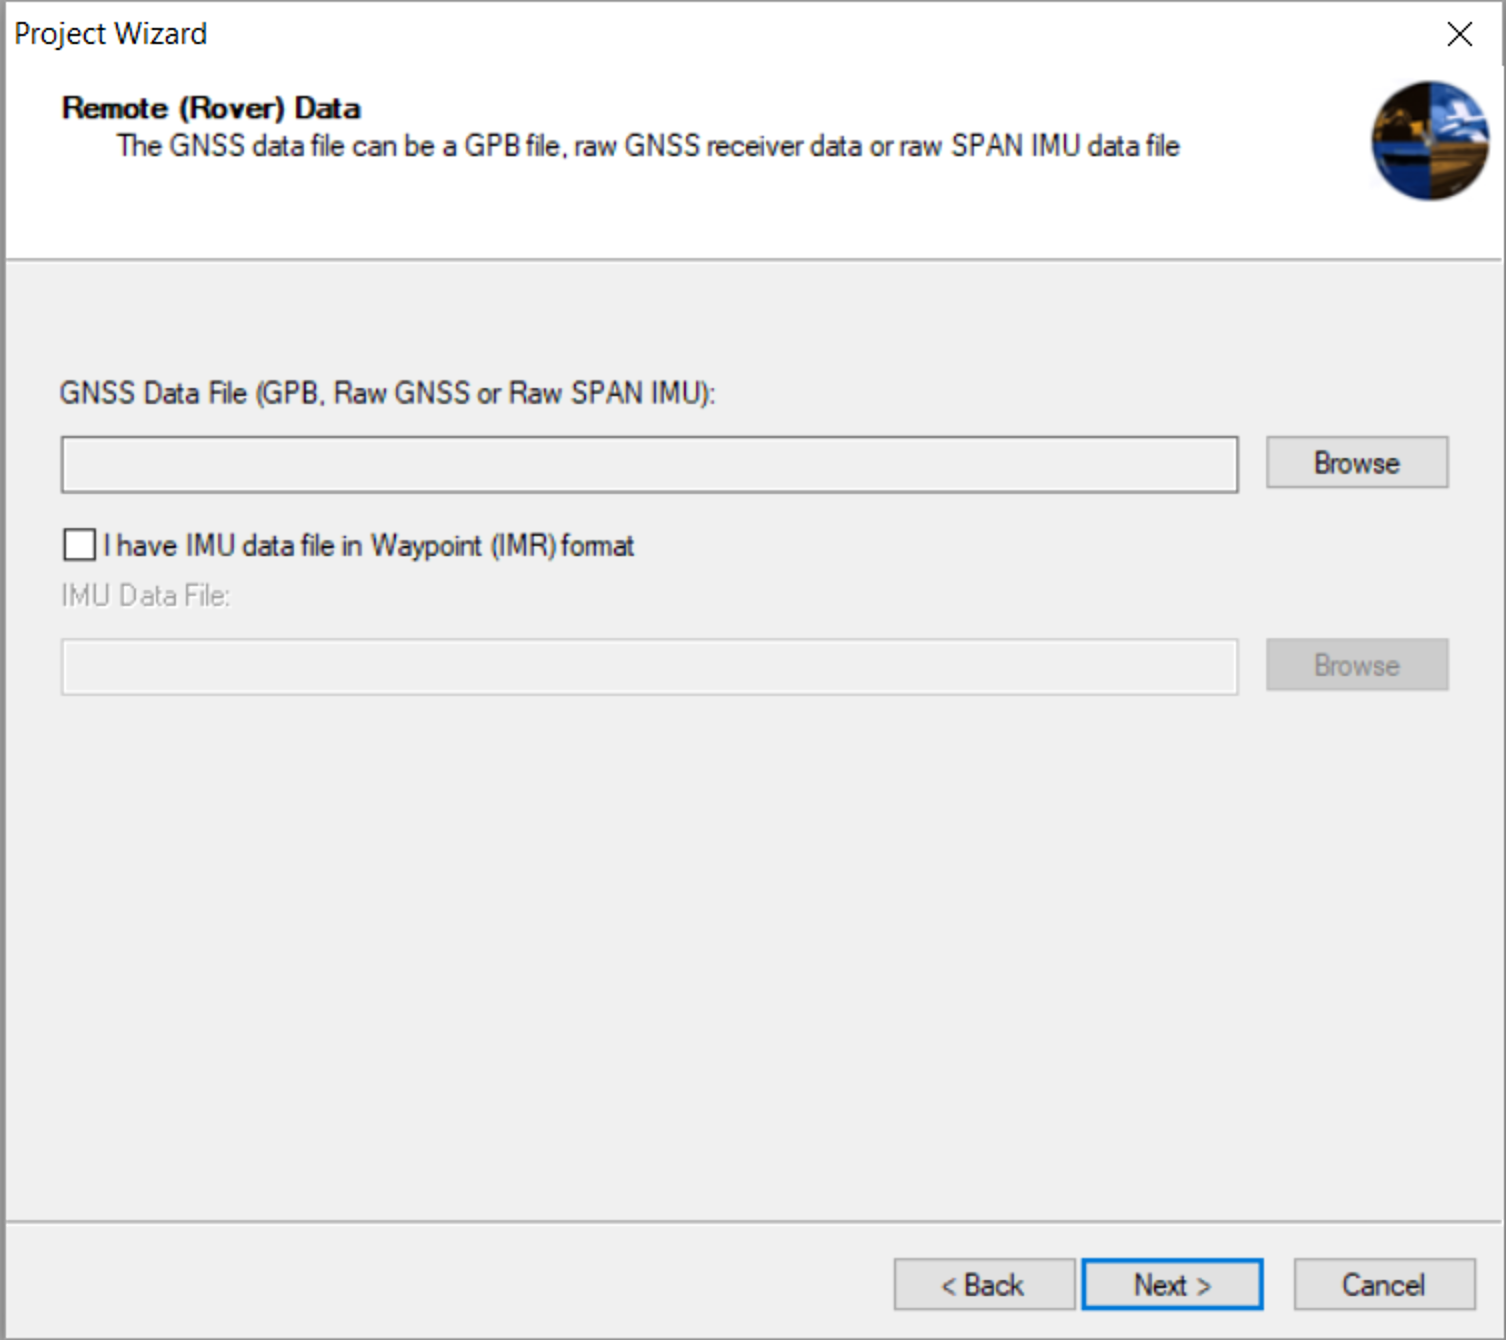 Project Wizard
Remote (Rover) Data
The GNSS data file can be a GPB file, raw GNSS receiver data or raw SPAN IMU data file
GNSS Data File (GPB, Raw GNSS or Raw SPAN IMU):
Browse
I have IMU data file in Waypoint (IMR) format
IMU Data File:
Browse
< Back Next > Cancel